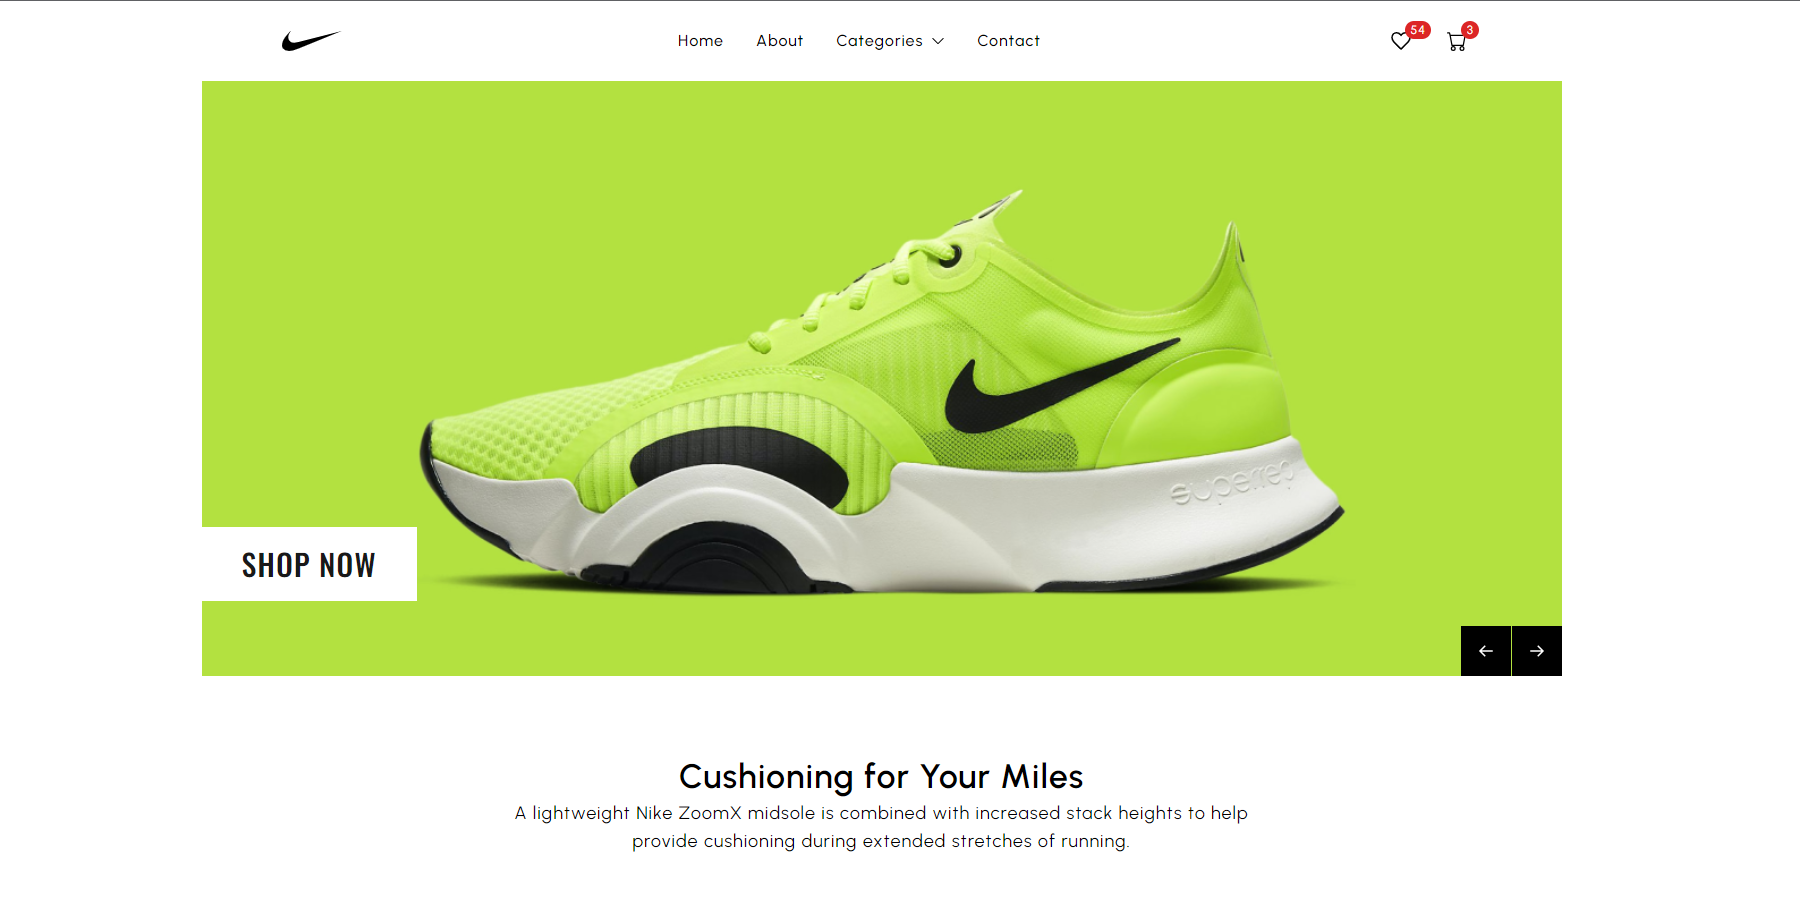 Home About Categories Contact 54 3
superrep
SHOP NOW
Cushioning for Your Miles
A lightweight Nike ZoomX midsole is combined with increased stack heights to help
provide cushioning during extended stretches of running.